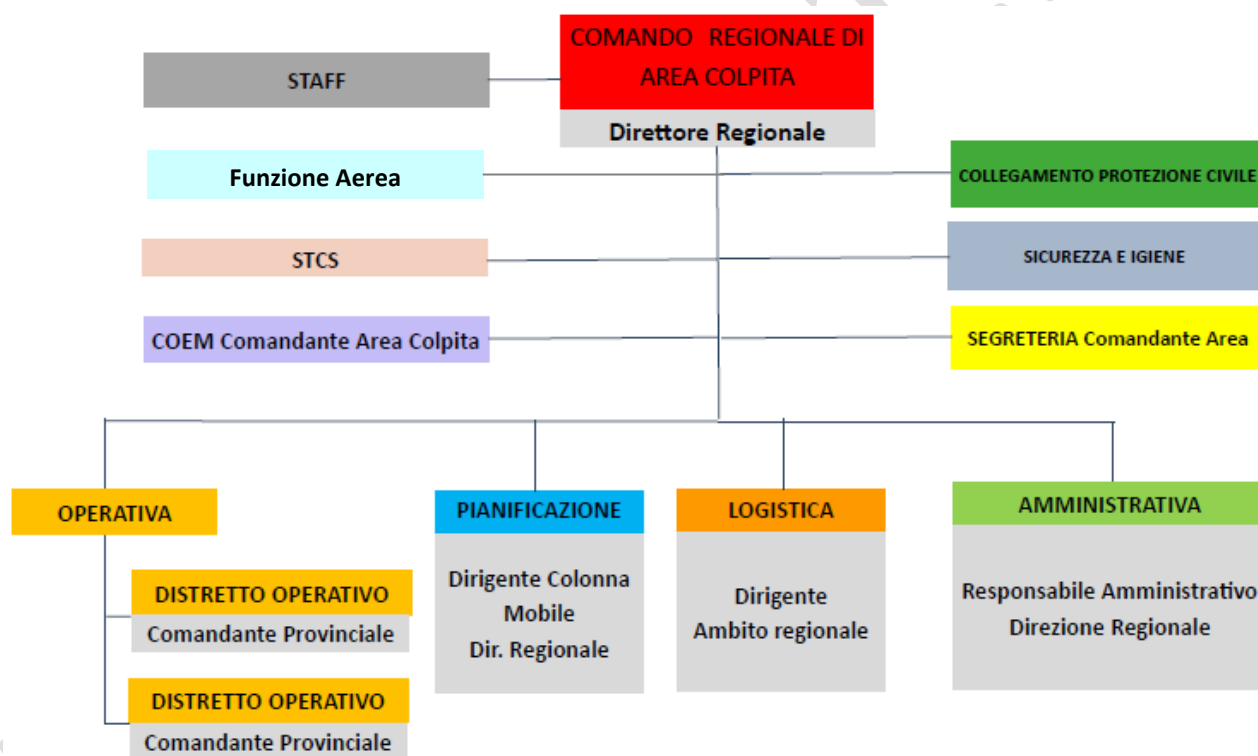 COMANDO REGIONALE DI
AREA COLPITA
Direttore Regionale
STAFF
Funzione Aerea
COLLEGAMENTO PROTEZIONE CIVILE
STCS
SICUREZZA E IGIENE
COEM Comandante Area Colpita
SEGRETERIA Comandante Area
OPERATIVA
DISTRETTO OPERATIVO
Comandante Provinciale
DISTRETTO OPERATIVO
Comandante Provinciale
PIANIFICAZIONE
Dirigente Colonna
Mobile
Dir. Regionale
LOGISTICA
Dirigente
Ambito regionale
AMMINISTRATIVA
Responsabile Amministrativo
Direzione Regionale